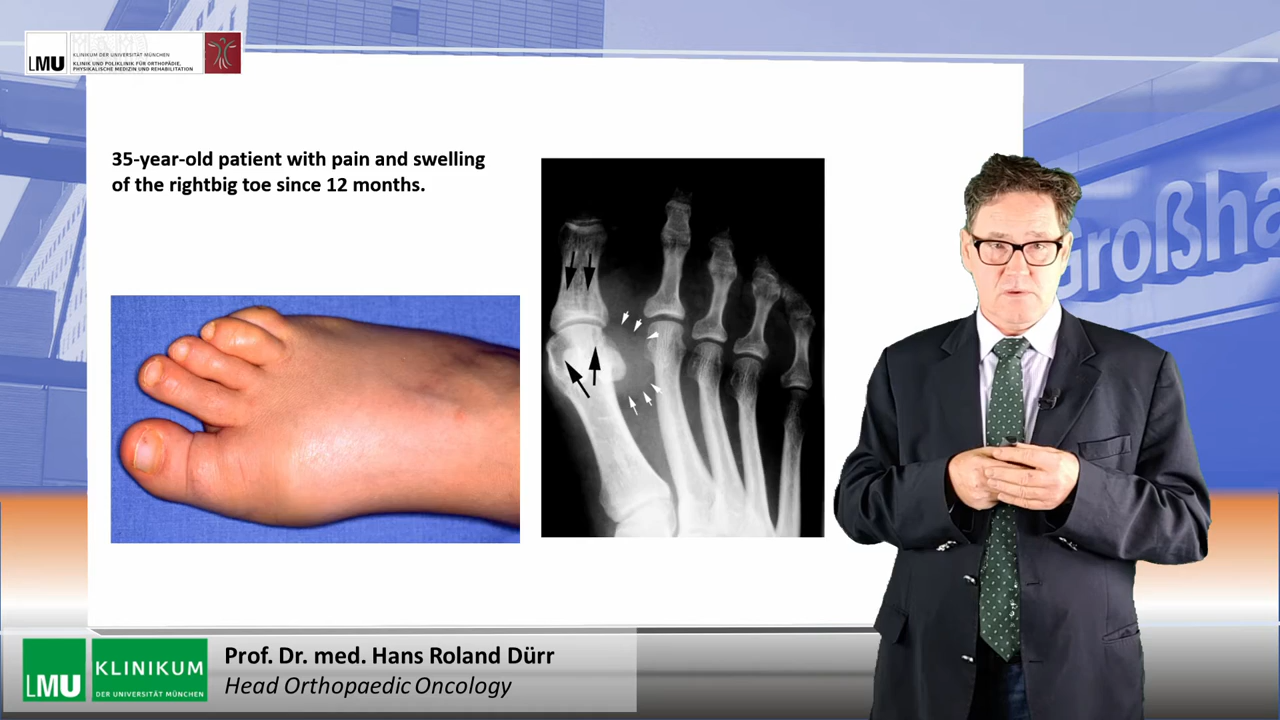 LMU
KLINIKUM DER UNIVERSITÄT MÜNCHEN
KLINIK UND POLIKLINIK FÜR ORTHOPÄDIE,
PHYSIKALISCHE MEDIZIN UND REHABILITATION
35-year-old patient with pain and swelling
of the rightbig toe since 12 months.
Großha
LMU
KLINIKUM
DER UNIVERSITÄT MÜNCHEN
Prof. Dr. med. Hans Roland Dürr
Head Orthopaedic Oncology